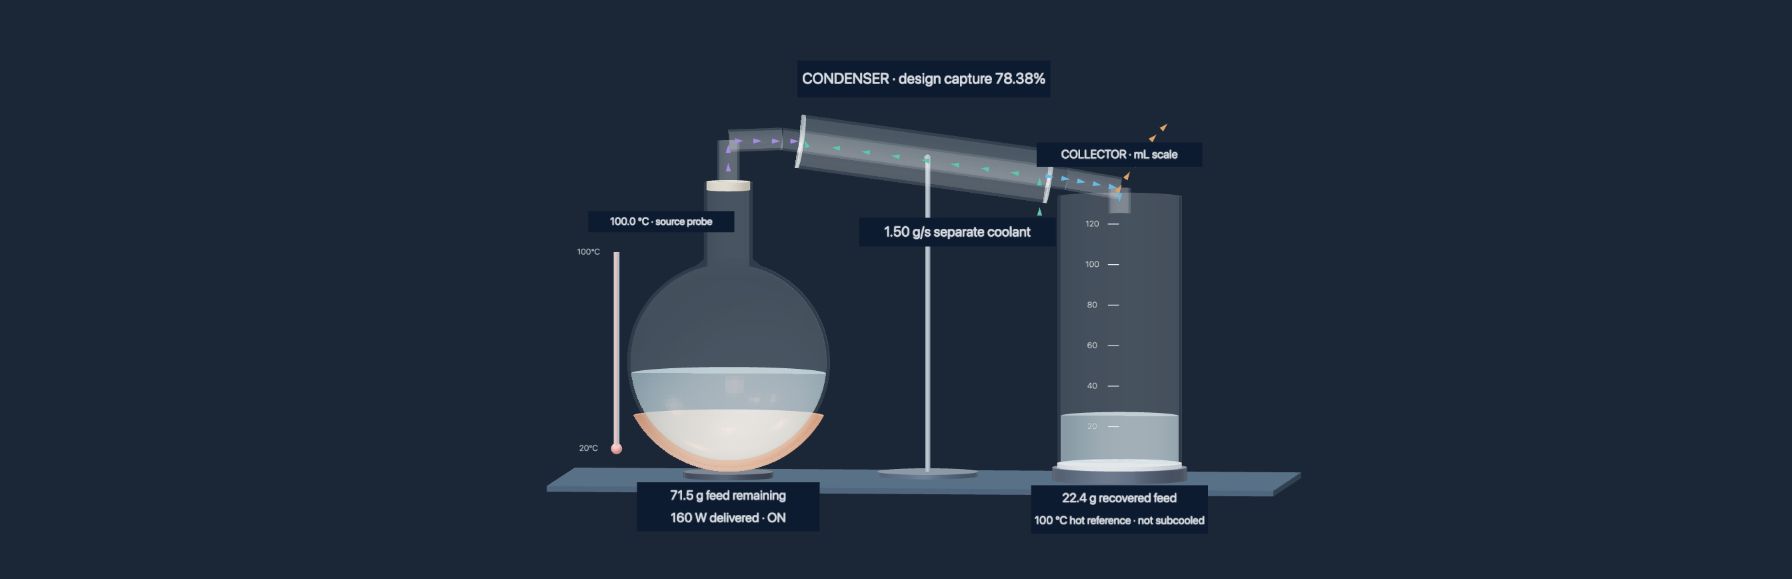 CONDENSER · design capture 78.38%
COLLECTOR · mL scale
100.0 °C · source probe
1.50 g/s separate coolant
100°C
20°C
120
100
80
60
40
20
71.5 g feed remaining
160 W delivered · ON
22.4 g recovered feed
100 °C hot reference · not subcooled